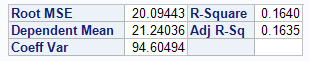 Root MSE 20.09443 R-Square 0.1640
Dependent Mean 21.24036 Adj R-Sq 0.1635
Coeff Var 94.60494